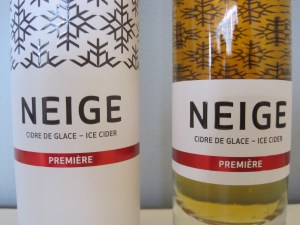 NEIGE
CIDRE DE GLACE – ICE CIDER
PREMIÈRE
NEIGE
CIDRE DE GLACE – ICE CIDER
PREMIÈRE